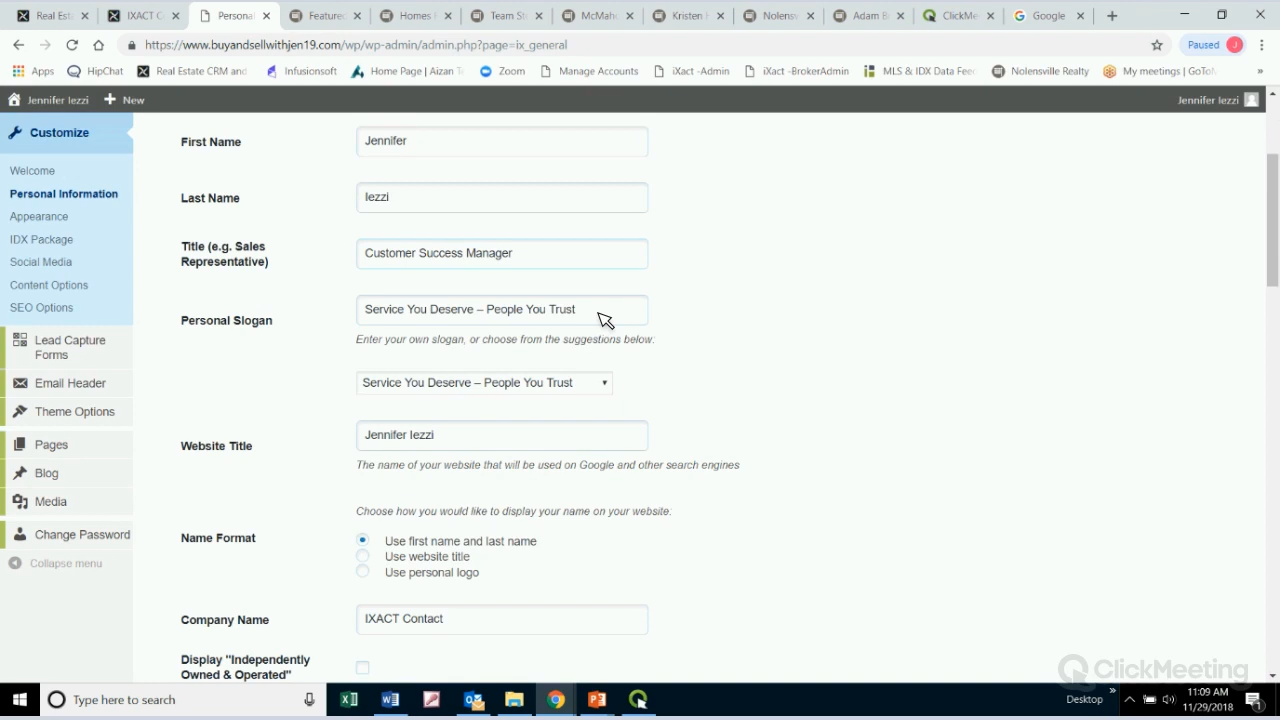 Real Est
IXACT C
Personal
Featured
Homes F
Team St
McMaho
Kristen E
Nolensv
Adam Br
ClickMe
Google
https://www.buyandsellwithjen19.com/wp/wp-admin/admin.php?page=ix_general
Paused
J
Apps
HipChat
Real Estate CRM and
Infusionsoft
Home Page | Aizan T
Zoom
Manage Accounts
iXact -Admin
iXact -BrokerAdmin
MLS & IDX Data Fee
Nolensville Realty
My meetings | GoTo
»
Jennifer Iezzi
New
Jennifer Iezzi
Customize
Welcome
Personal Information
Appearance
IDX Package
Social Media
Content Options
SEO Options
Lead Capture
Forms
Email Header
Theme Options
Pages
Blog
Media
Change Password
Collapse menu
First Name
Jennifer
Last Name
Iezzi
Title (e.g. Sales
Representative)
Customer Success Manager
Personal Slogan
Service You Deserve – People You Trust
Enter your own slogan, or choose from the suggestions below:
Service You Deserve – People You Trust
Website Title
Jennifer Iezzi
The name of your website that will be used on Google and other search engines
Choose how you would like to display your name on your website:
Name Format
Use first name and last name
Use website title
Use personal logo
Company Name
IXACT Contact
Display "Independently
Owned & Operated"
ClickMeeting
Type here to search
Desktop
»
11:09 AM
11/29/2018
1